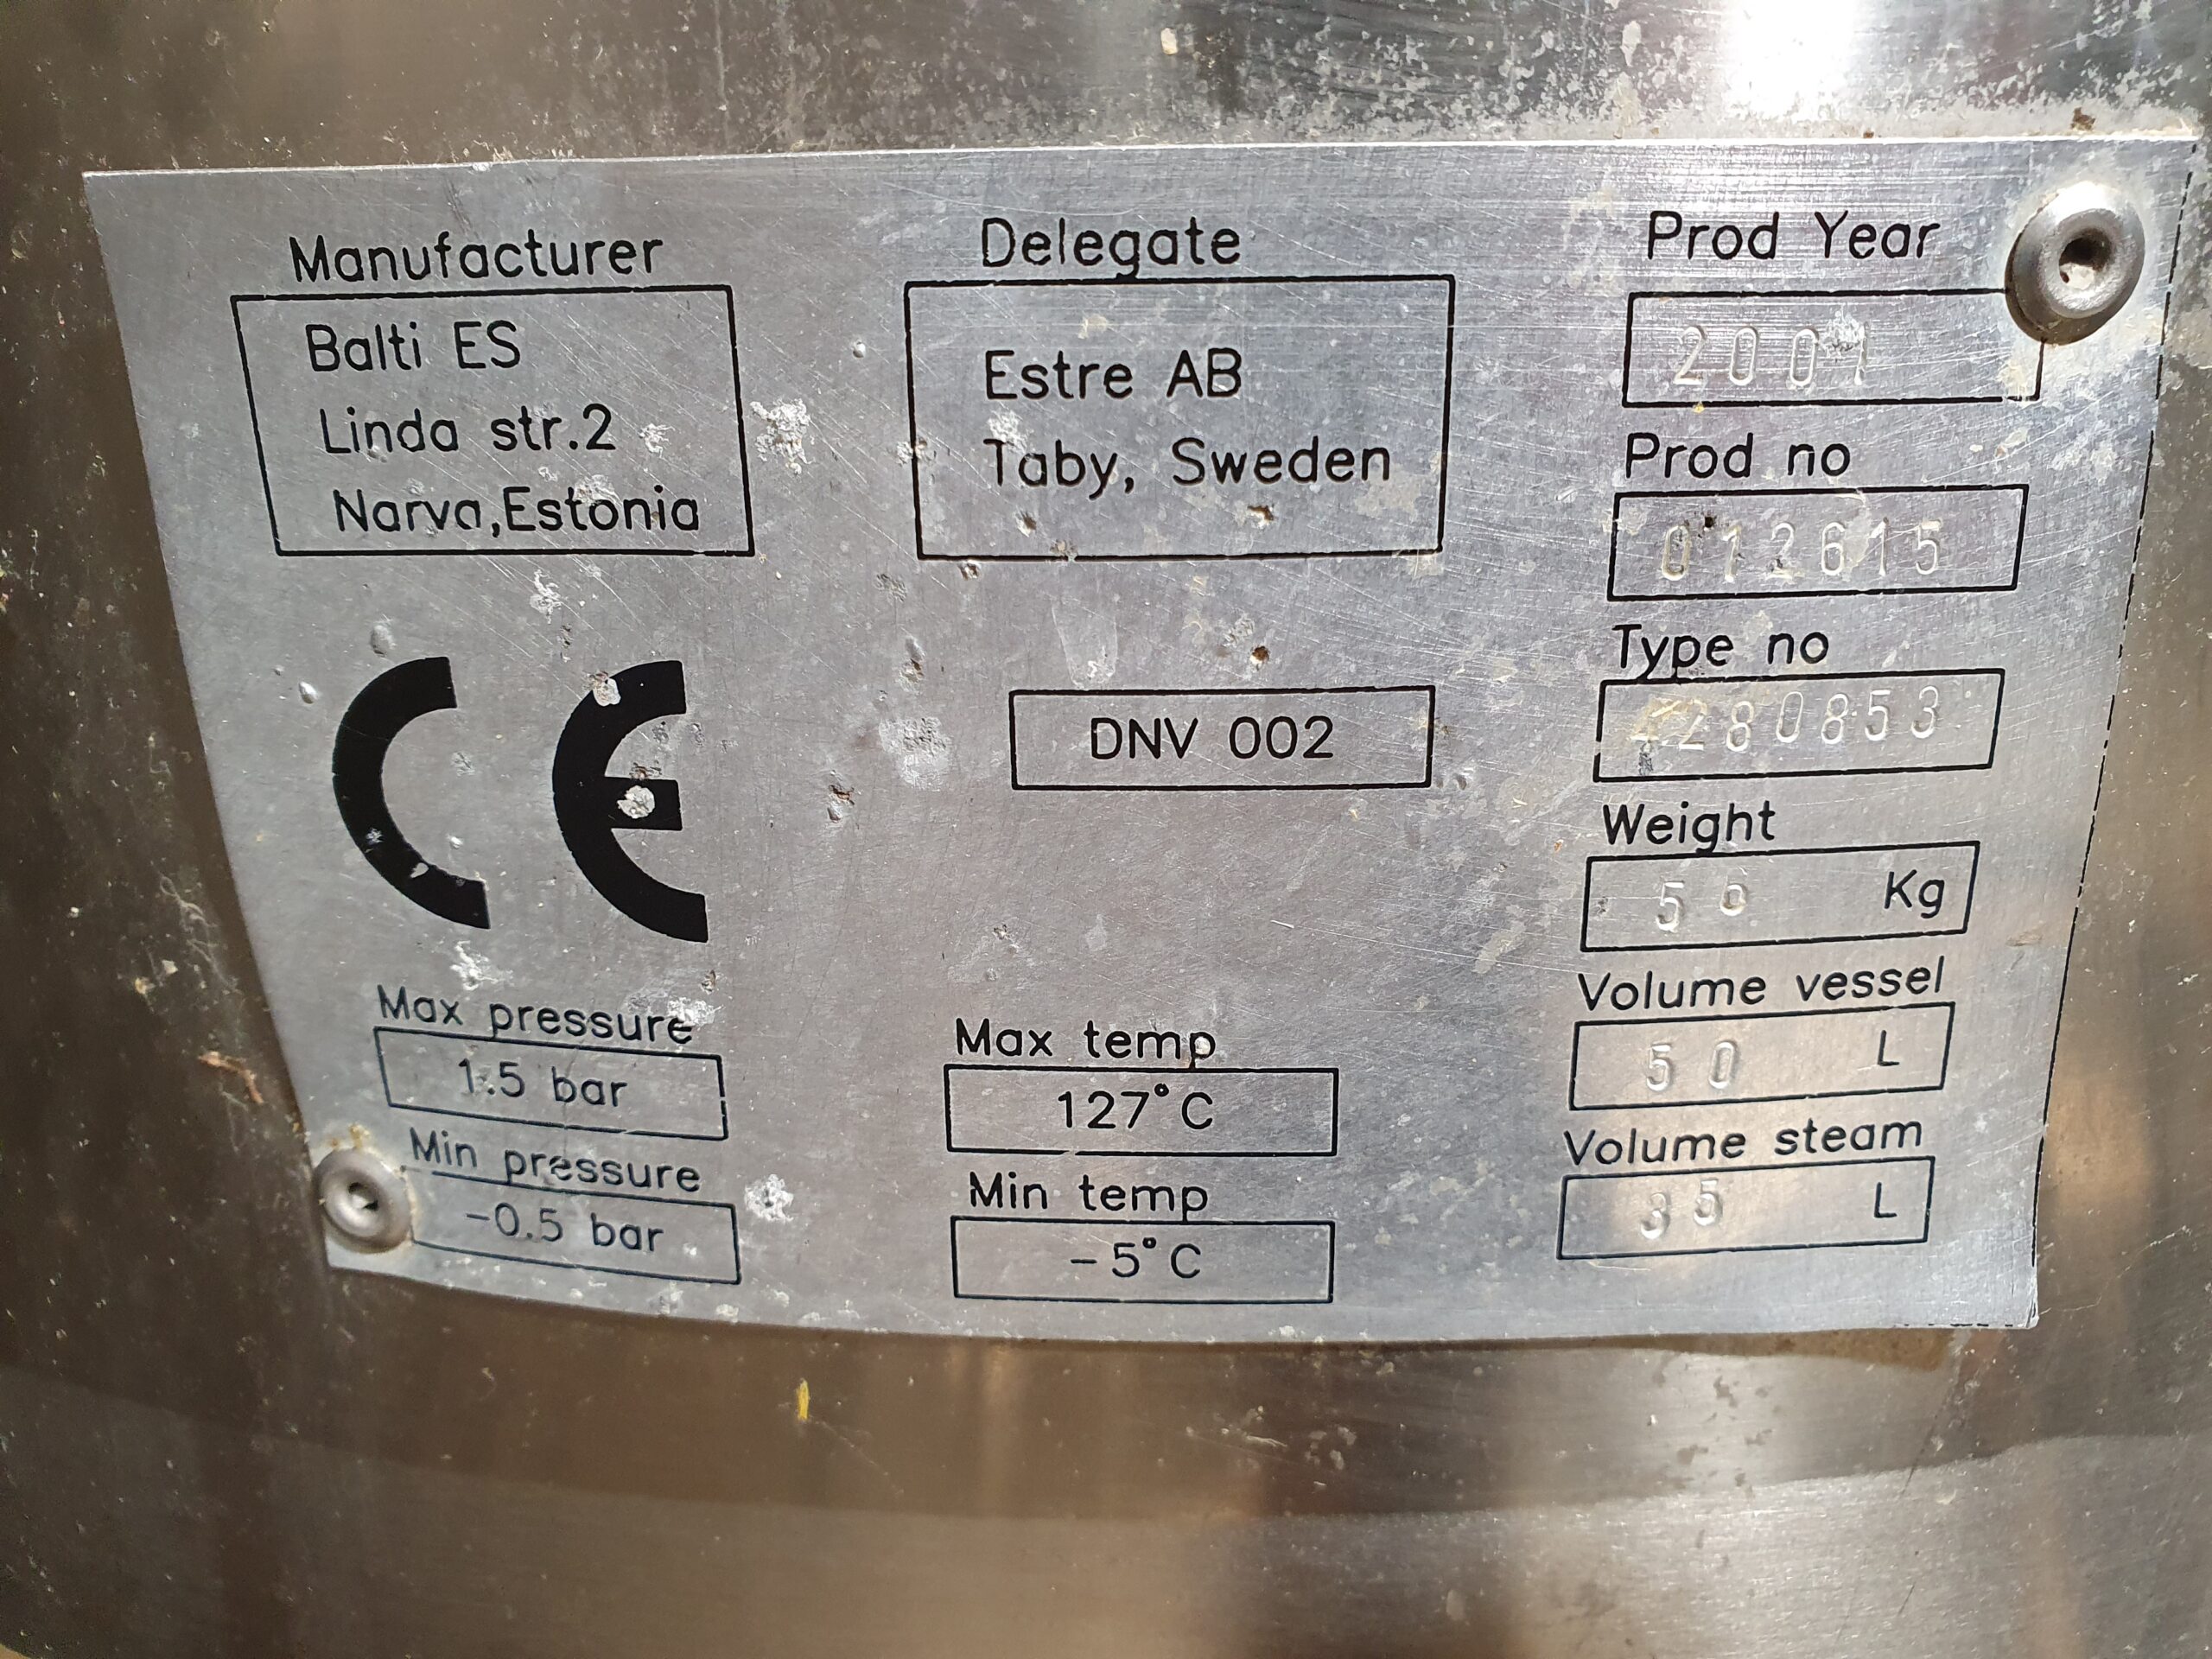 Manufacturer
Balti ES
Linda str.2
Narva,Estonia
Delegate
Estre AB
Taby, Sweden
DNV 002
CE
Max pressure
1.5 bar
Min pressure
-0.5 bar
Max temp
127°C
Min temp
-5°C
Prod Year
2001
Prod no
012615
Type no
Weight
Kg
Volume vessel
50 L
Volume steam
35 L